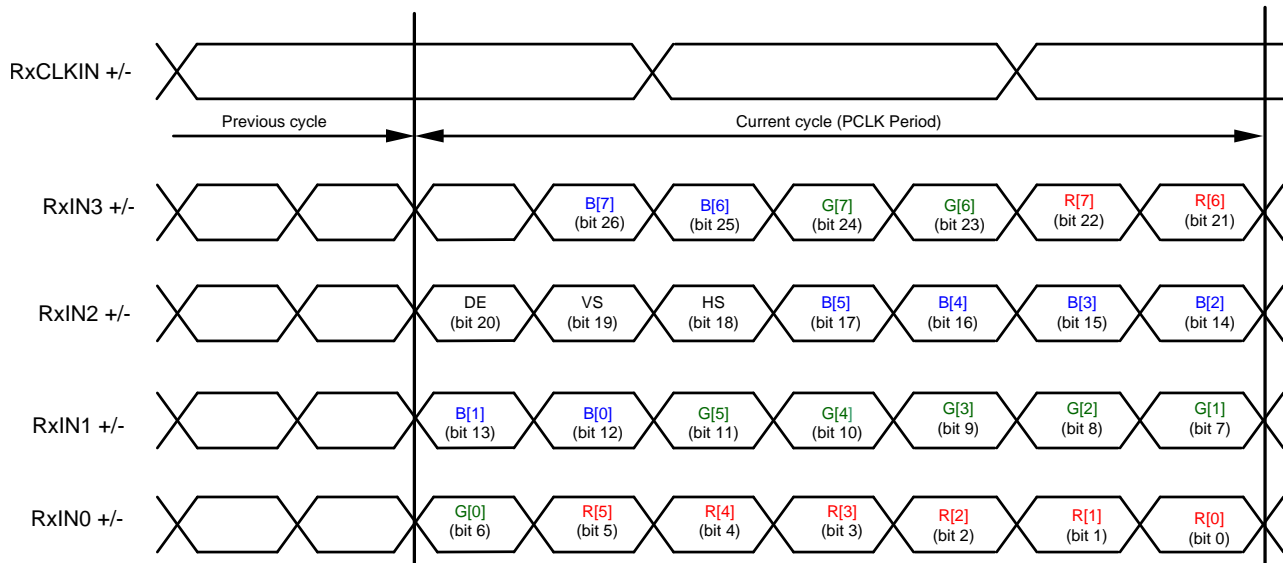 RxCLKIN +/-
Previous cycle
Current cycle (PCLK Period)
RxIN3 +/-
B[7] B[6] G[7] G[6] R[7] R[6]
(bit 26) (bit 25) (bit 24) (bit 23) (bit 22) (bit 21)
RxIN2 +/-
DE VS HS B[5] B[4] B[3] B[2]
(bit 20) (bit 19) (bit 18) (bit 17) (bit 16) (bit 15) (bit 14)
RxIN1 +/-
B[1] B[0] G[5] G[4] G[3] G[2] G[1]
(bit 13) (bit 12) (bit 11) (bit 10) (bit 9) (bit 8) (bit 7)
RxIN0 +/-
G[0] R[5] R[4] R[3] R[2] R[1] R[0]
(bit 6) (bit 5) (bit 4) (bit 3) (bit 2) (bit 1) (bit 0)